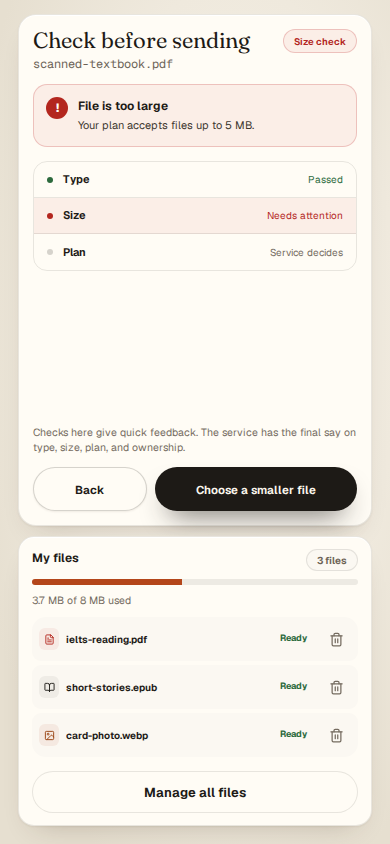 Check before sending
Size check
scanned-textbook.pdf
!
File is too large
Your plan accepts files up to 5 MB.
Type
Passed
Size
Needs attention
Plan
Service decides
Checks here give quick feedback. The service has the final say on
type, size, plan, and ownership.
Back
Choose a smaller file
My files
3 files
3.7 MB of 8 MB used
ielts-reading.pdf
Ready
short-stories.epub
Ready
card-photo.webp
Ready
Manage all files